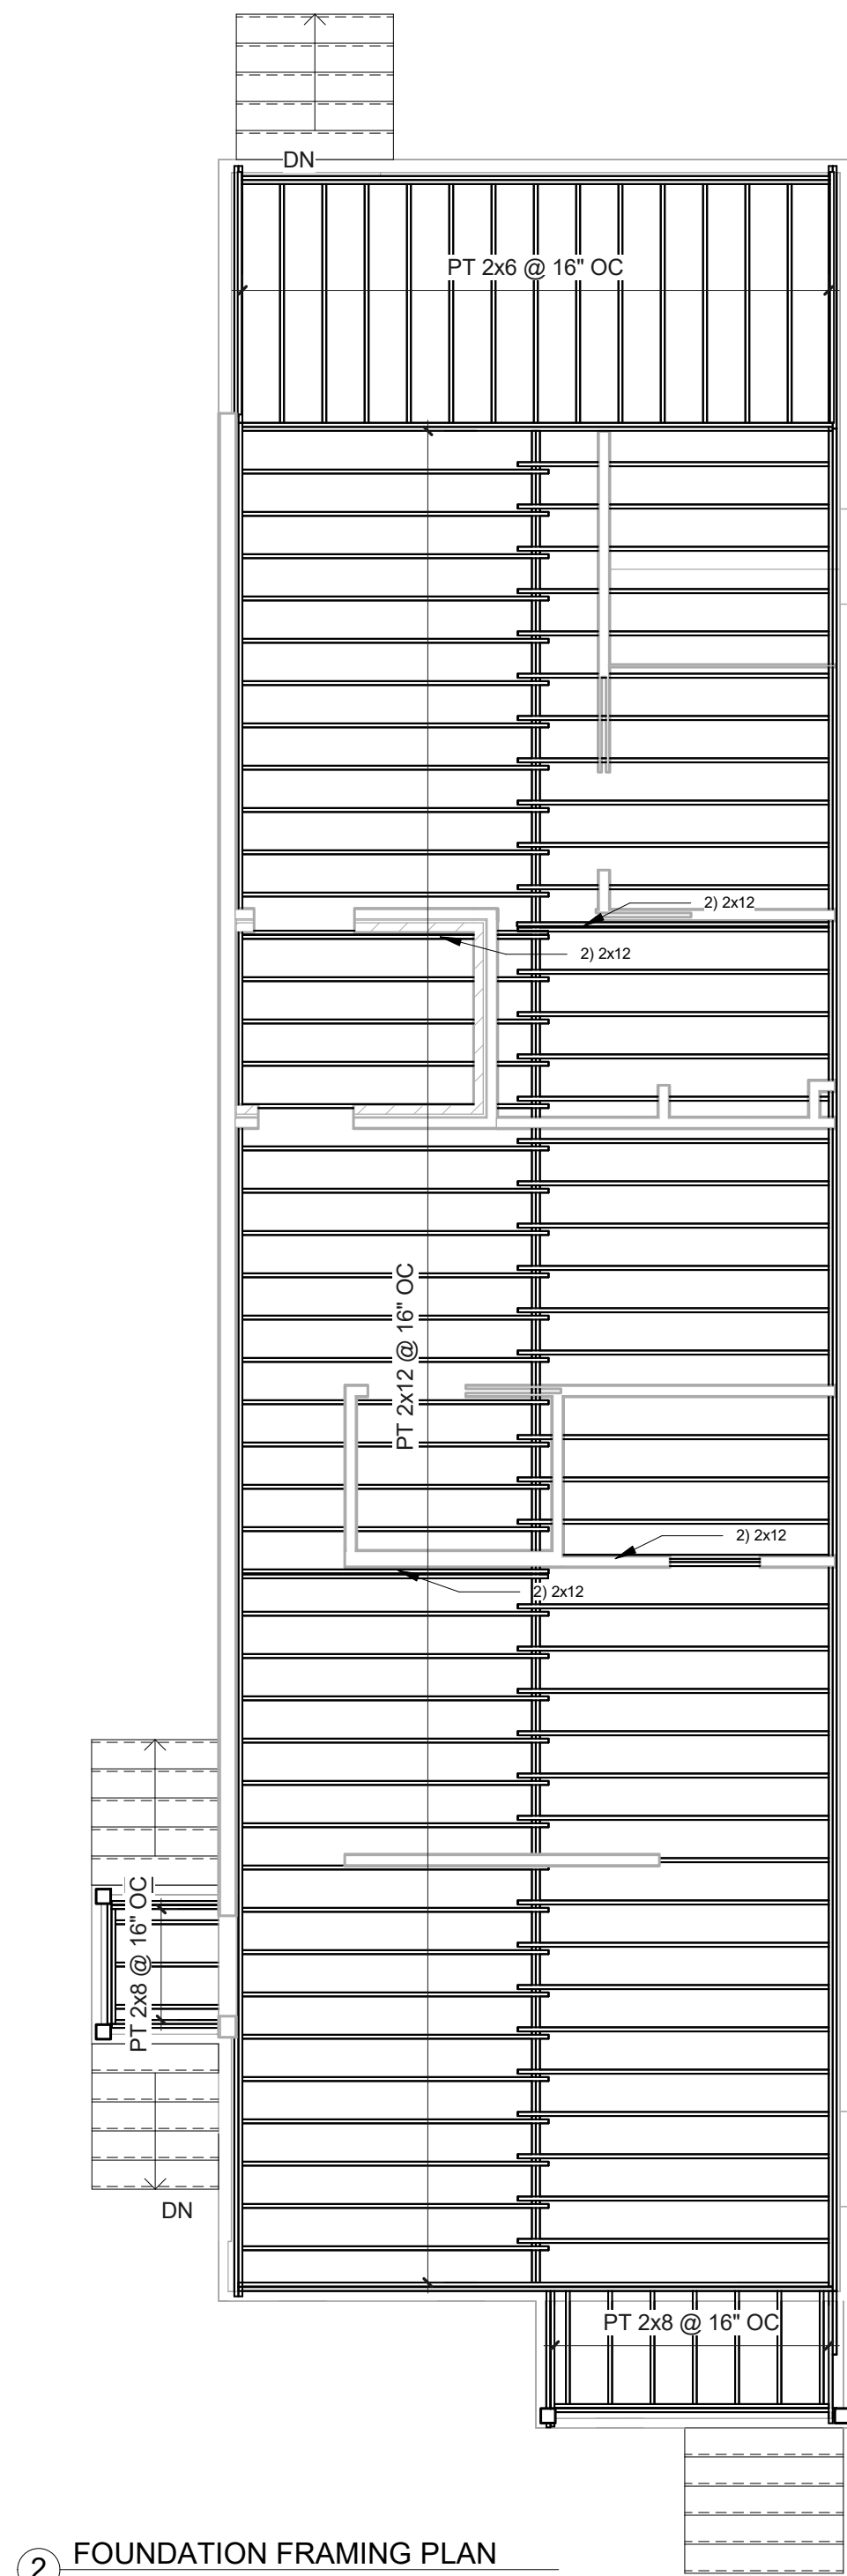 DN
PT 2x6 @ 16" OC
2) 2x12
2) 2x12
PT 2x12 @ 16" OC
2) 2x12
2) 2x12
PT 2x8 @ 16" OC
DN
PT 2x8 @ 16" OC
2 FOUNDATION FRAMING PLAN